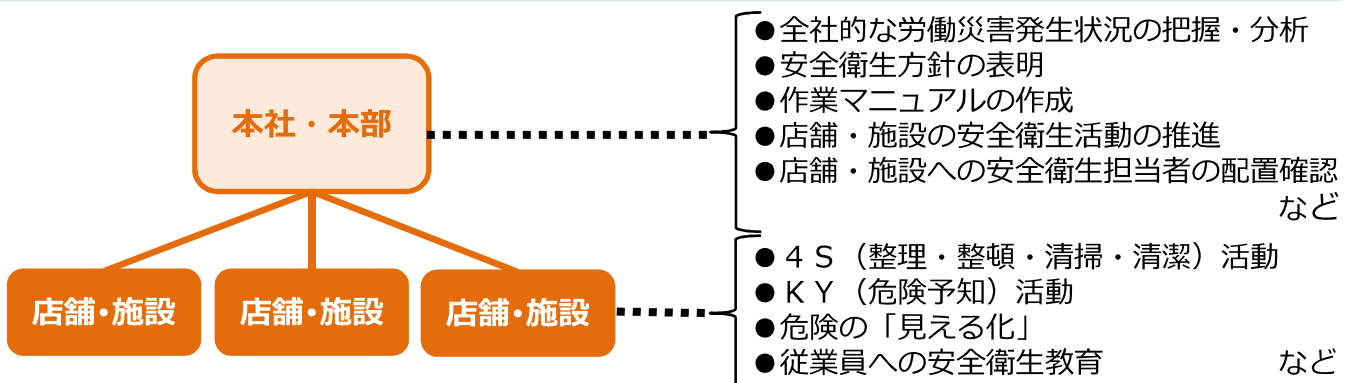 本社・本部
●全社的な労働災害発生状況の把握・分析
●安全衛生方針の表明
●作業マニュアルの作成
●店舗・施設の安全衛生活動の推進
●店舗・施設への安全衛生担当者の配置確認
など
店舗・施設
店舗・施設
店舗・施設
●４Ｓ（整理・整頓・清掃・清潔）活動
●ＫＹ（危険予知）活動
●危険の「見える化」
●従業員への安全衛生教育 など